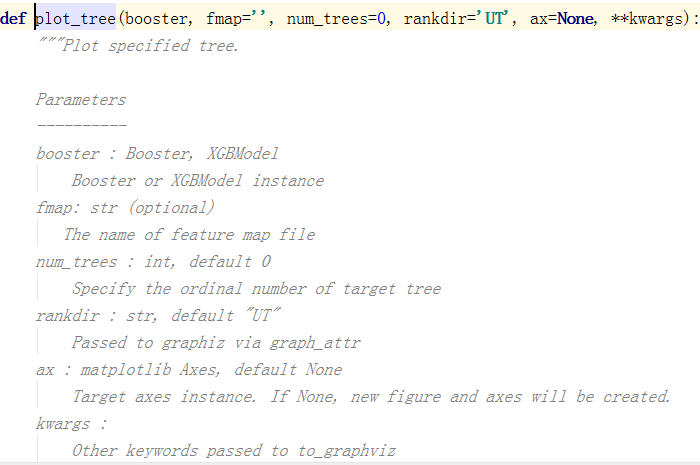 def plot_tree(booster, fmap='', num_trees=0, rankdir='UT', ax=None, **kwargs):
"""Plot specified tree.
Parameters
----------
booster : Booster, XGBModel
Booster or XGBModel instance
fmap: str (optional)
The name of feature map file
num_trees : int, default 0
Specify the ordinal number of target tree
rankdir : str, default "UT"
Passed to graphiz via graph_attr
ax : matplotlib Axes, default None
Target axes instance. If None, new figure and axes will be created.
kwargs :
Other keywords passed to to_graphviz